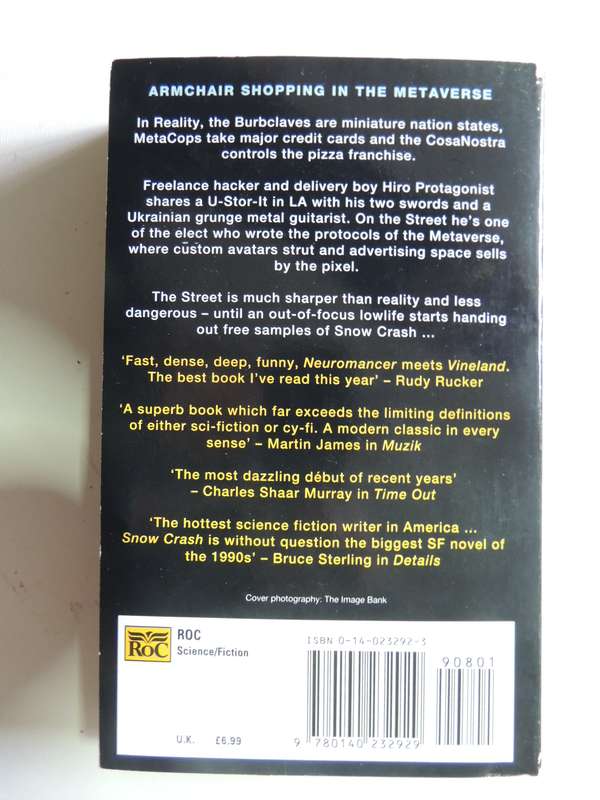 ARMCHAIR SHOPPING IN THE METAVERSE
In Reality, the Burbclaves are miniature nation states,
MetaCops take major credit cards and the CosaNostra
controls the pizza franchise.
Freelance hacker and delivery boy Hiro Protagonist
shares a U-Stor-It in LA with his two swords and a
Ukrainian grunge metal guitarist. On the Street he's one
of the elect who wrote the protocols of the Metaverse,
where custom avatars strut and advertising space sells
by the pixel.
The Street is much sharper than reality and less
dangerous – until an out-of-focus lowlife starts handing
out free samples of Snow Crash ...
'Fast, dense, deep, funny, Neuromancer meets Vineland.
The best book I've read this year' – Rudy Rucker
'A superb book which far exceeds the limiting definitions
of either sci-fiction or cy-fi. A modern classic in every
sense' – Martin James in Muzik
'The most dazzling début of recent years'
– Charles Shaar Murray in Time Out
'The hottest science fiction writer in America ...
Snow Crash is without question the biggest SF novel of
the 1990s' – Bruce Sterling in Details
Cover photography: The Image Bank
RoC
ROC
Science/Fiction
U.K. £6.99
ISBN 0-14-023292-3
90801
9 780140 232929